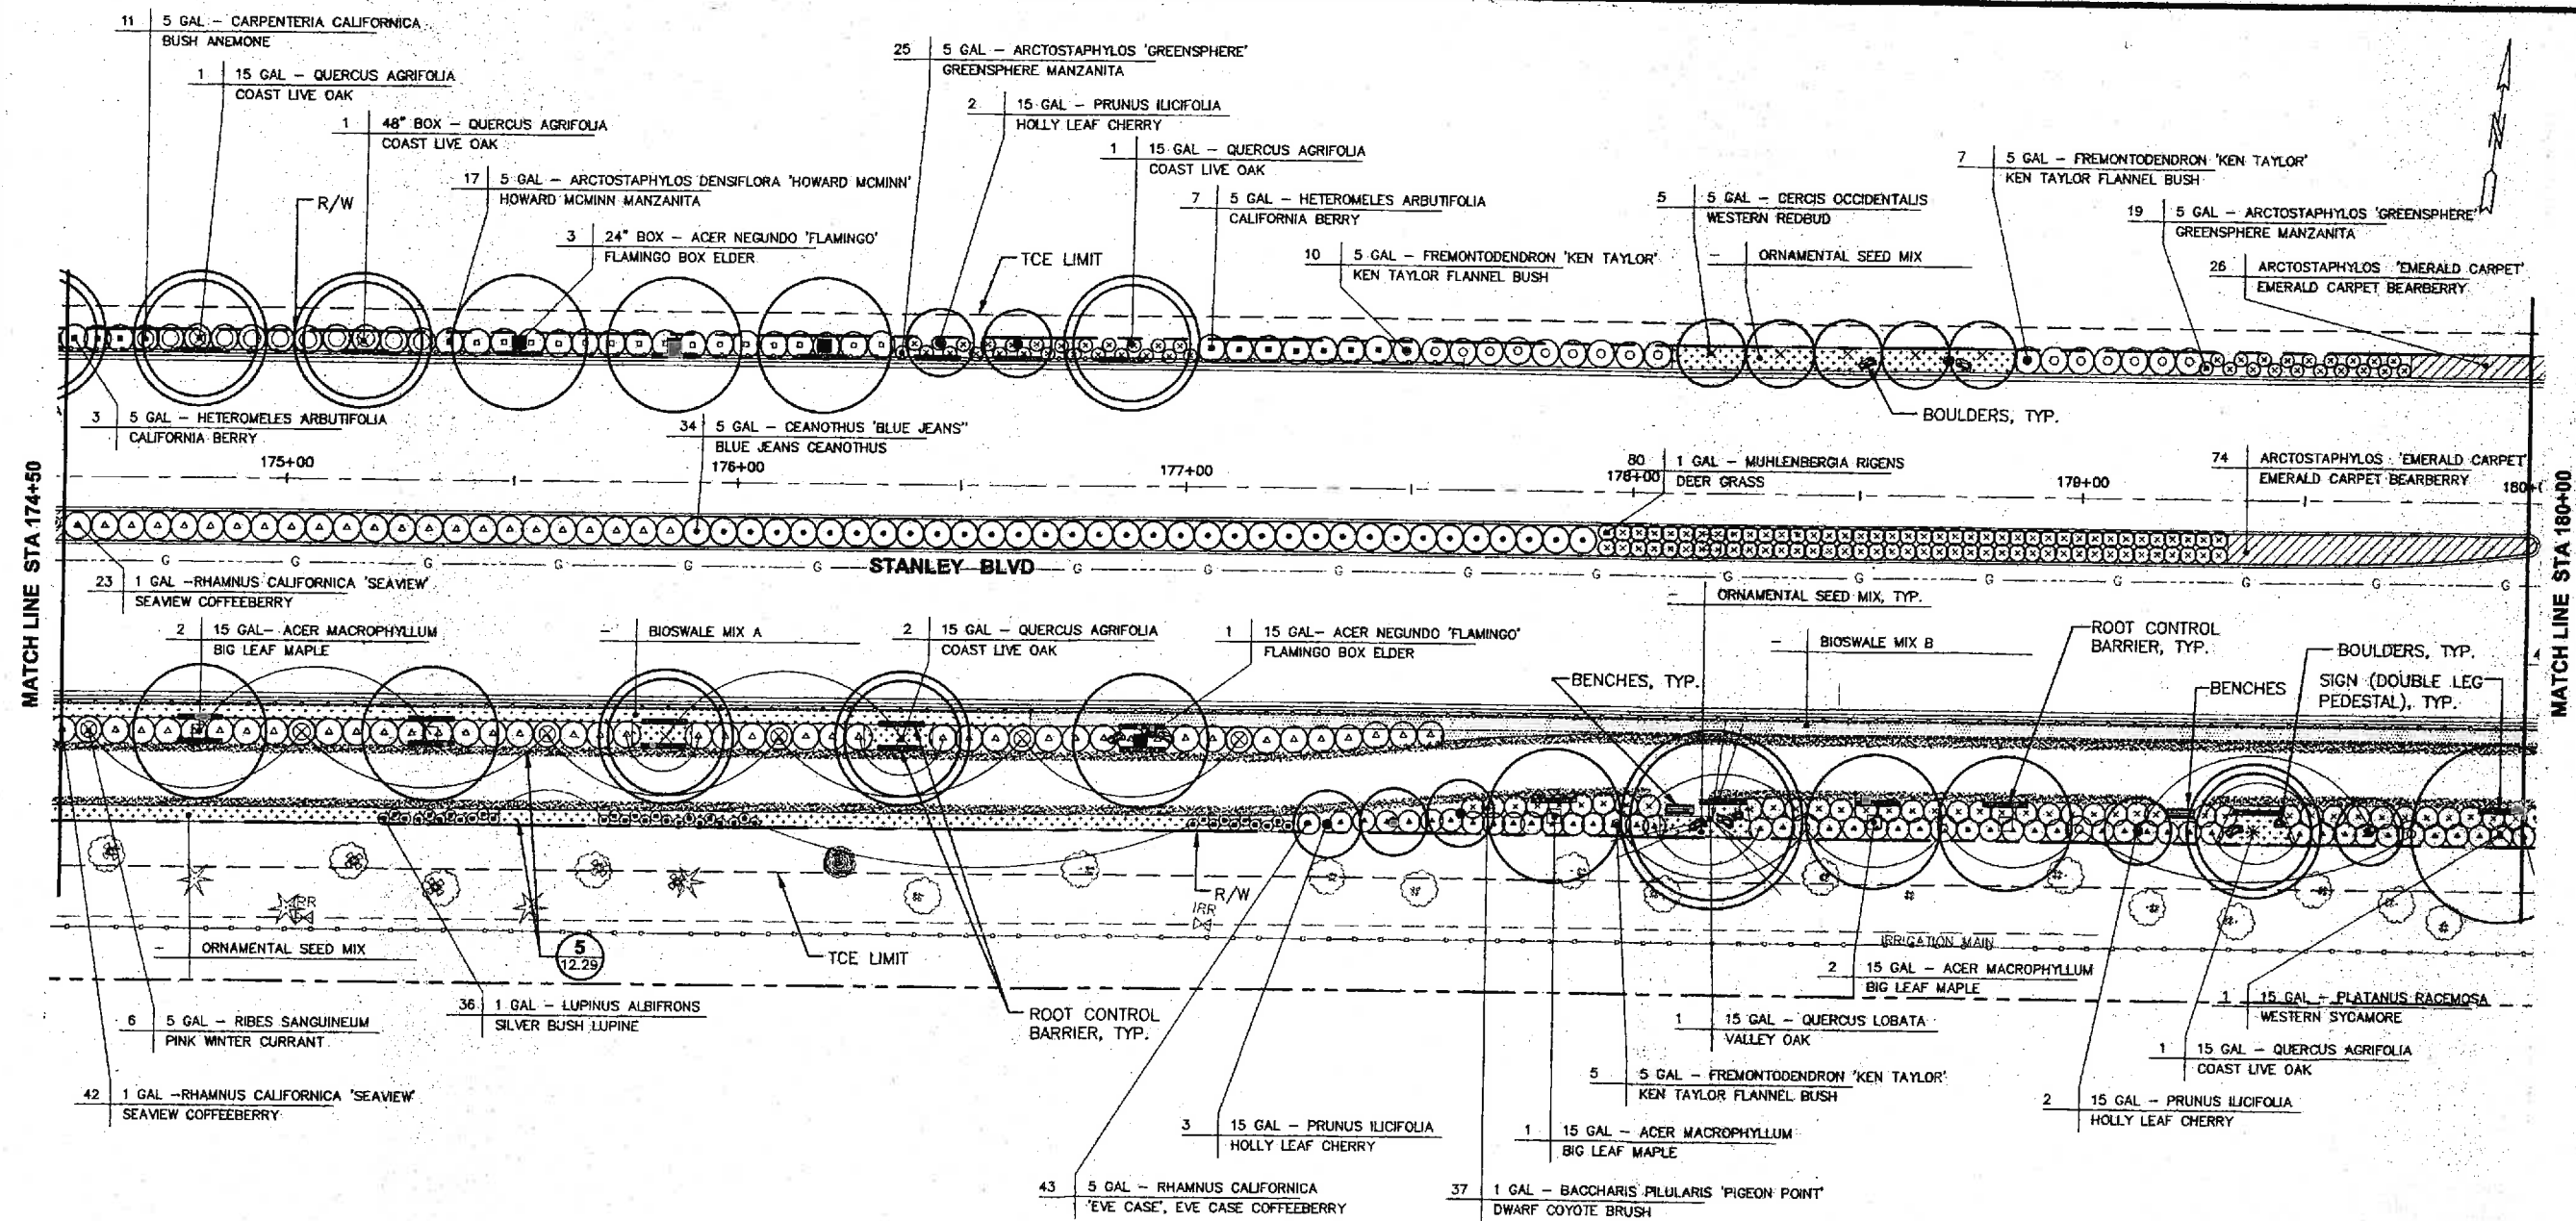 11 5 GAL - CARPENTERIA CALIFORNICA
BUSH ANEMONE
1 15 GAL - QUERCUS AGRIFOLIA
COAST LIVE OAK
1 48" BOX - QUERCUS AGRIFOLIA
COAST LIVE OAK
R/W
17 5 GAL - ARCTOSTAPHYLOS DENSIFLORA 'HOWARD MCMINN'
HOWARD MCMINN MANZANITA
3 24" BOX - ACER NEGUNDO 'FLAMINGO'
FLAMINGO BOX ELDER
25 5 GAL - ARCTOSTAPHYLOS 'GREENSPHERE'
GREENSPHERE MANZANITA
2 15 GAL - PRUNUS ILICIFOLIA
HOLLY LEAF CHERRY
1 15 GAL - QUERCUS AGRIFOLIA
COAST LIVE OAK
7 5 GAL - HETEROMELES ARBUTIFOLIA
CALIFORNIA BERRY
TCE LIMIT
10 5 GAL - FREMONTODENDRON 'KEN TAYLOR'
KEN TAYLOR FLANNEL BUSH
5 5 GAL - CERCIS OCCIDENTALIS
WESTERN REDBUD
- ORNAMENTAL SEED MIX
7 5 GAL - FREMONTODENDRON 'KEN TAYLOR'
KEN TAYLOR FLANNEL BUSH
19 5 GAL - ARCTOSTAPHYLOS 'GREENSPHERE'
GREENSPHERE MANZANITA
26 ARCTOSTAPHYLOS 'EMERALD CARPET'
EMERALD CARPET BEARBERRY
N
3 5 GAL - HETEROMELES ARBUTIFOLIA
CALIFORNIA BERRY
34 5 GAL - CEANOTHUS 'BLUE JEANS"
BLUE JEANS CEANOTHUS
BOULDERS, TYP.
80 1 GAL - MUHLENBERGIA RIGENS
DEER GRASS
74 ARCTOSTAPHYLOS 'EMERALD CARPET'
EMERALD CARPET BEARBERRY
175+00
176+00
177+00
178+00
179+00
MATCH LINE STA 174+50
MATCH LINE STA 180+00
G G G G G G STANLEY BLVD G G G G G G G G G G G G
23 1 GAL -RHAMNUS CALIFORNICA 'SEAVIEW'
SEAVIEW COFFEEBERRY
- ORNAMENTAL SEED MIX, TYP.
2 15 GAL- ACER MACROPHYLLUM
BIG LEAF MAPLE
- BIOSWALE MIX A
2 15 GAL - QUERCUS AGRIFOLIA
COAST LIVE OAK
1 15 GAL- ACER NEGUNDO 'FLAMINGO'
FLAMINGO BOX ELDER
BENCHES, TYP.
- BIOSWALE MIX B
ROOT CONTROL
BARRIER, TYP.
BENCHES
BOULDERS, TYP.
SIGN (DOUBLE LEG
PEDESTAL), TYP.
4
R/W
IRR
IRR
IRRIGATION MAIN
- ORNAMENTAL SEED MIX
5
12.29
TCE LIMIT
ROOT CONTROL
BARRIER, TYP.
6 5 GAL - RIBES SANGUINEUM
PINK WINTER CURRANT
36 1 GAL - LUPINUS ALBIFRONS
SILVER BUSH LUPINE
42 1 GAL -RHAMNUS CALIFORNICA 'SEAVIEW'
SEAVIEW COFFEEBERRY
2 15 GAL - ACER MACROPHYLLUM
BIG LEAF MAPLE
1 15 GAL - QUERCUS LOBATA
VALLEY OAK
1 15 GAL - PLATANUS RACEMOSA
WESTERN SYCAMORE
1 15 GAL - QUERCUS AGRIFOLIA
COAST LIVE OAK
5 5 GAL - FREMONTODENDRON 'KEN TAYLOR'
KEN TAYLOR FLANNEL BUSH
2 15 GAL - PRUNUS ILICIFOLIA
HOLLY LEAF CHERRY
3 15 GAL - PRUNUS ILICIFOLIA
HOLLY LEAF CHERRY
1 15 GAL - ACER MACROPHYLLUM
BIG LEAF MAPLE
43 5 GAL - RHAMNUS CALIFORNICA
'EVE CASE', EVE CASE COFFEEBERRY
37 1 GAL - BACCHARIS PILULARIS 'PIGEON POINT'
DWARF COYOTE BRUSH